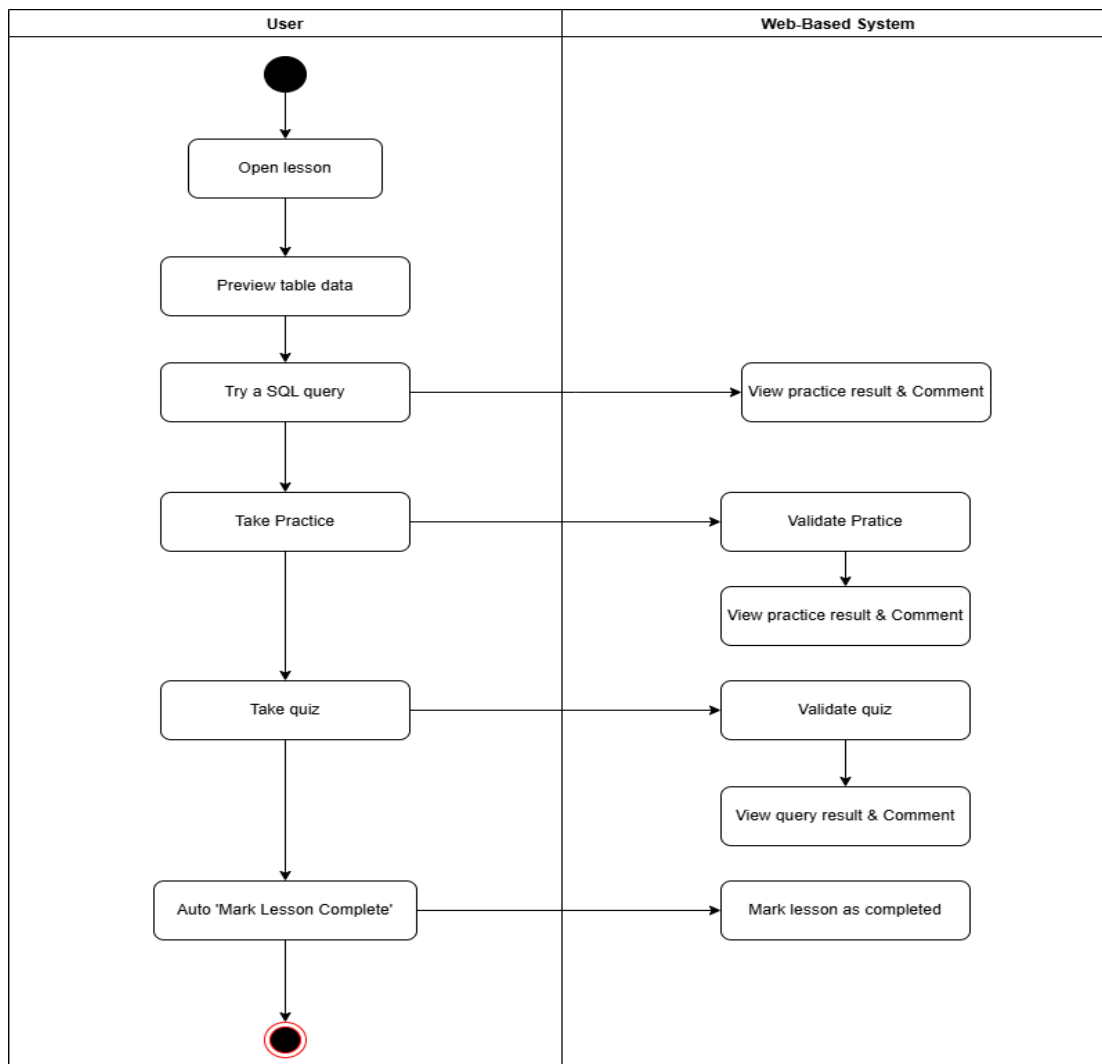 User
Web-Based System
Open lesson
Preview table data
Try a SQL query
View practice result & Comment
Take Practice
Validate Pratice
View practice result & Comment
Take quiz
Validate quiz
View query result & Comment
Auto 'Mark Lesson Complete'
Mark lesson as completed